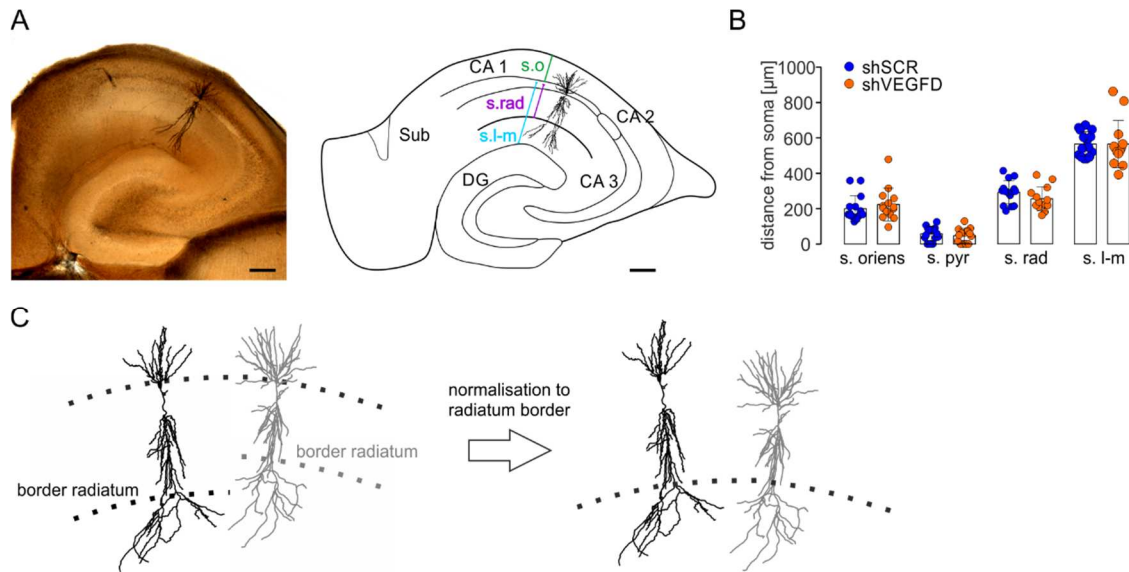 A
CA 1
s.o
s.rad
s.l-m
Sub
CA 2
CA 3
DG
B
shSCR
shVEGFD
distance from soma [µm]
1000
800
600
400
200
0
s. oriens
s. pyr
s. rad
s. l-m
C
border radiatum
border radiatum
normalisation to
radiatum border